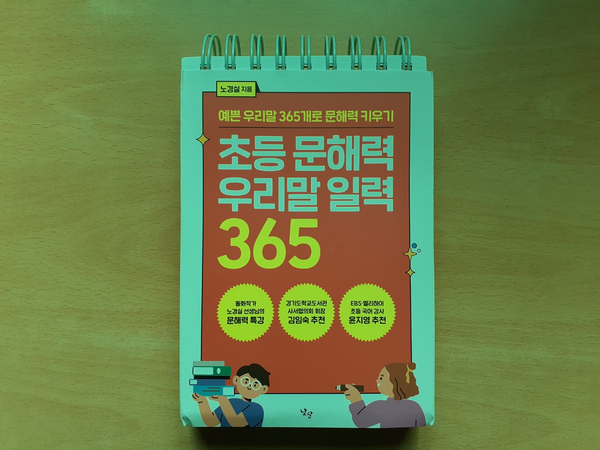 노경실 지음
예쁜 우리말 365개로 문해력 키우기
초등 문해력
우리말 일력
365
동화작가
노경실 선생님의
문해력 특강
경기도학교도서관
사서협의회 회장
김임숙 추천
EBS·엘리하이
초등 국어 강사
윤지영 추천
낮달